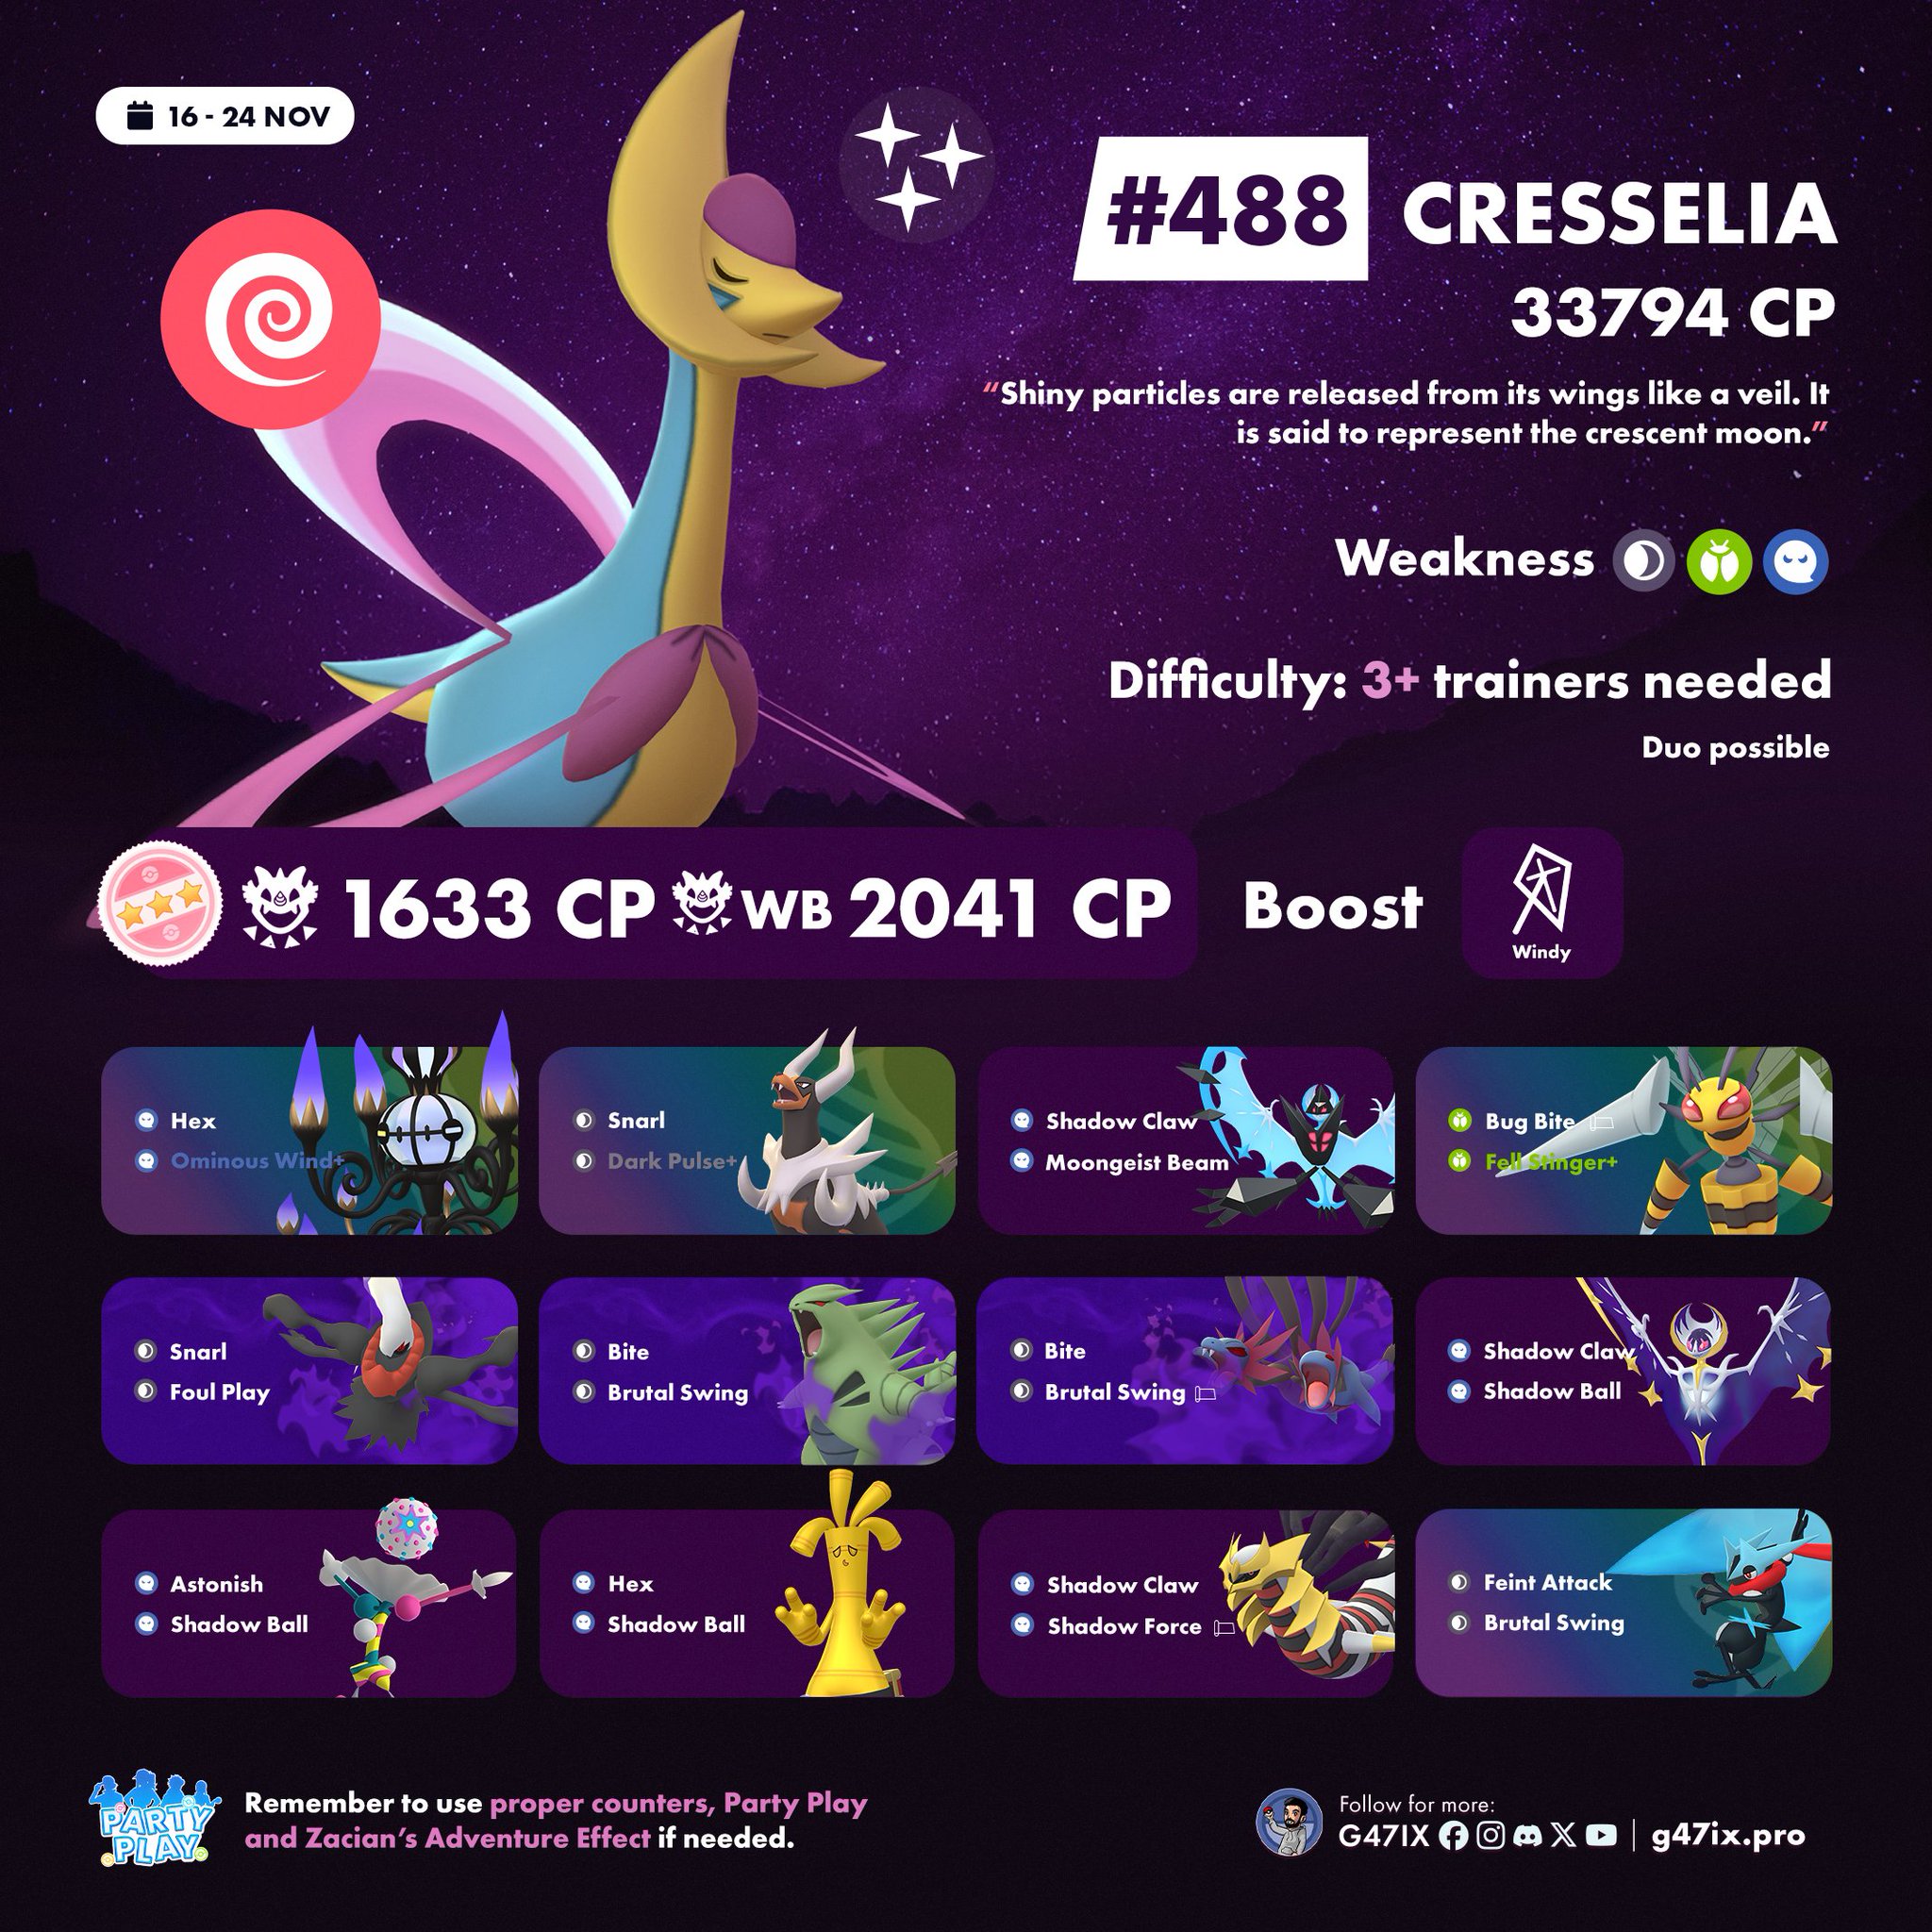 16 - 24 NOV
#488 CRESSELIA
33794 CP
“Shiny particles are released from its wings like a veil. It
is said to represent the crescent moon.”
Weakness
Difficulty: 3+ trainers needed
Duo possible
1633 CP WB 2041 CP Boost
Windy
Hex
Ominous Wind+
Snarl
Dark Pulse+
Shadow Claw
Moongeist Beam
Bug Bite
Fell Stinger+
Snarl
Foul Play
Bite
Brutal Swing
Bite
Brutal Swing
Shadow Claw
Shadow Ball
Astonish
Shadow Ball
Hex
Shadow Ball
Shadow Claw
Shadow Force
Feint Attack
Brutal Swing
PARTY
PLAY
Remember to use proper counters, Party Play
and Zacian’s Adventure Effect if needed.
Follow for more:
G47IX | g47ix.pro